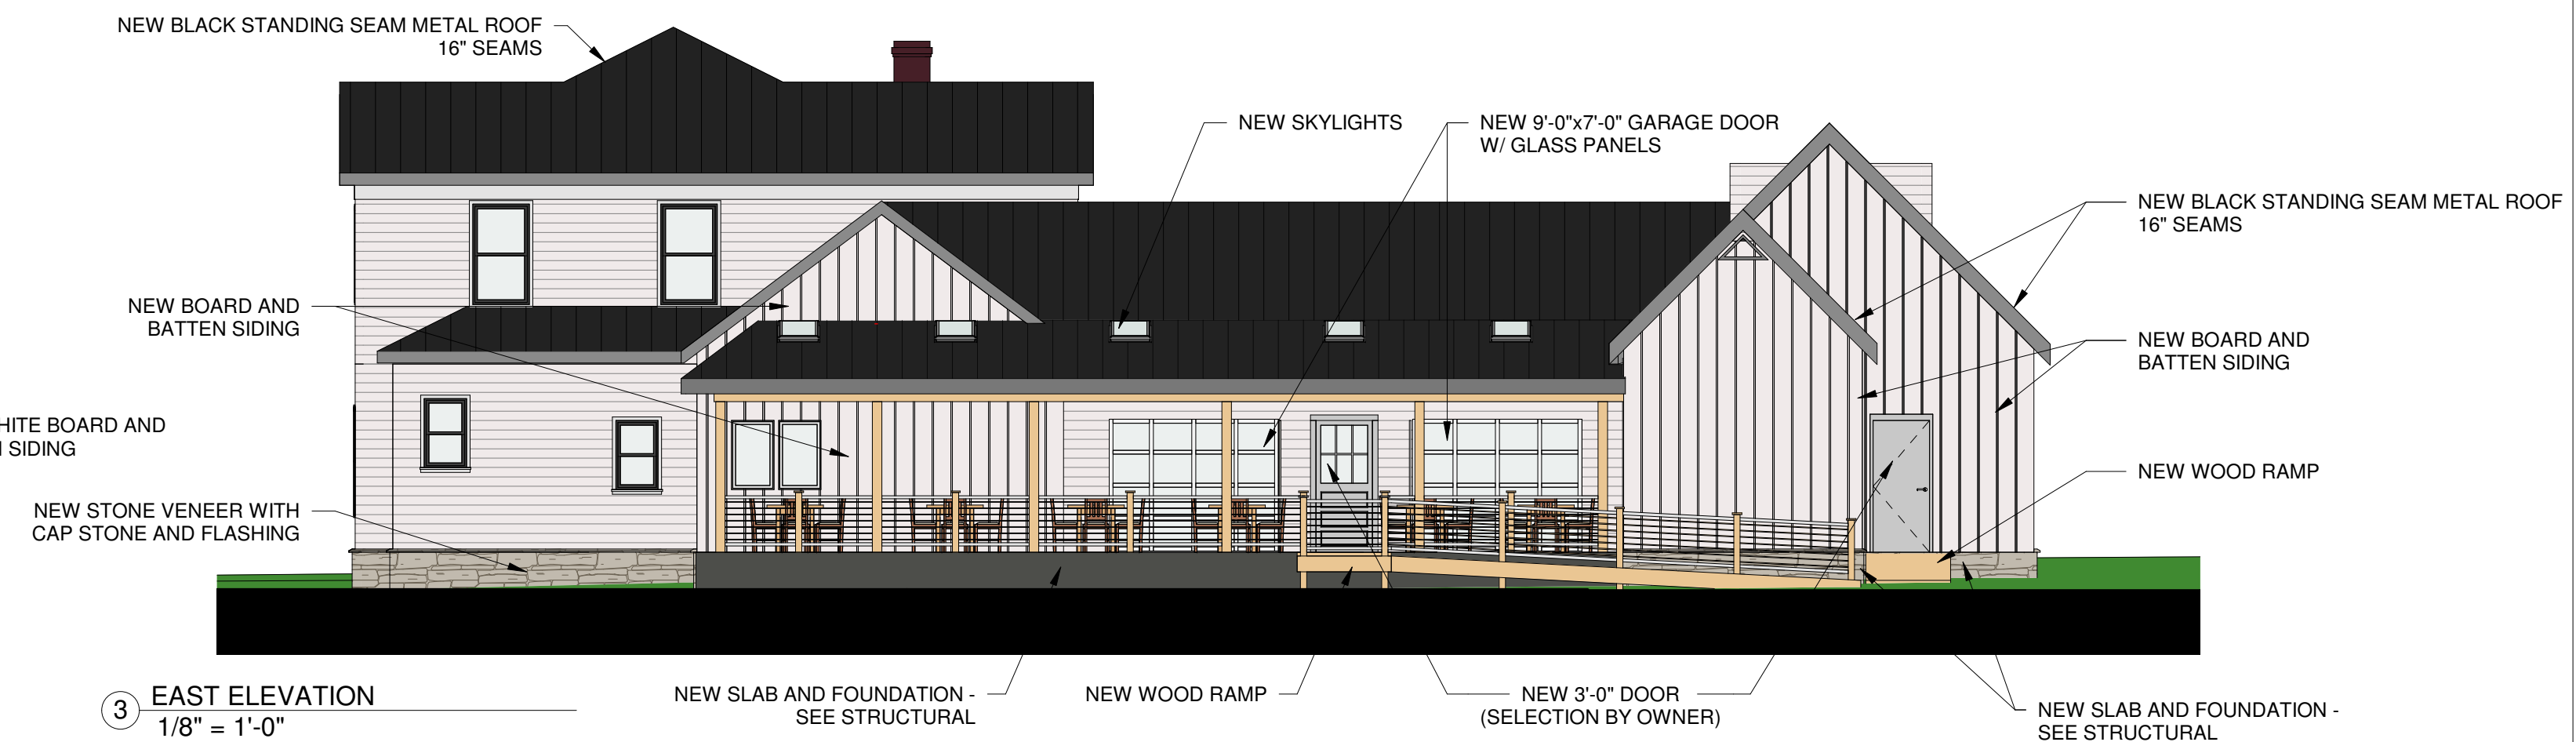 NEW BLACK STANDING SEAM METAL ROOF
16" SEAMS
NEW SKYLIGHTS
NEW 9'-0"x7'-0" GARAGE DOOR
W/ GLASS PANELS
NEW BLACK STANDING SEAM METAL ROOF
16" SEAMS
NEW BOARD AND
BATTEN SIDING
NEW BOARD AND
BATTEN SIDING
BOARD AND
SIDING
NEW WOOD RAMP
NEW STONE VENEER WITH
CAP STONE AND FLASHING
3 EAST ELEVATION
1/8" = 1'-0"
NEW SLAB AND FOUNDATION -
SEE STRUCTURAL
NEW WOOD RAMP
NEW 3'-0" DOOR
(SELECTION BY OWNER)
NEW SLAB AND FOUNDATION -
SEE STRUCTURAL